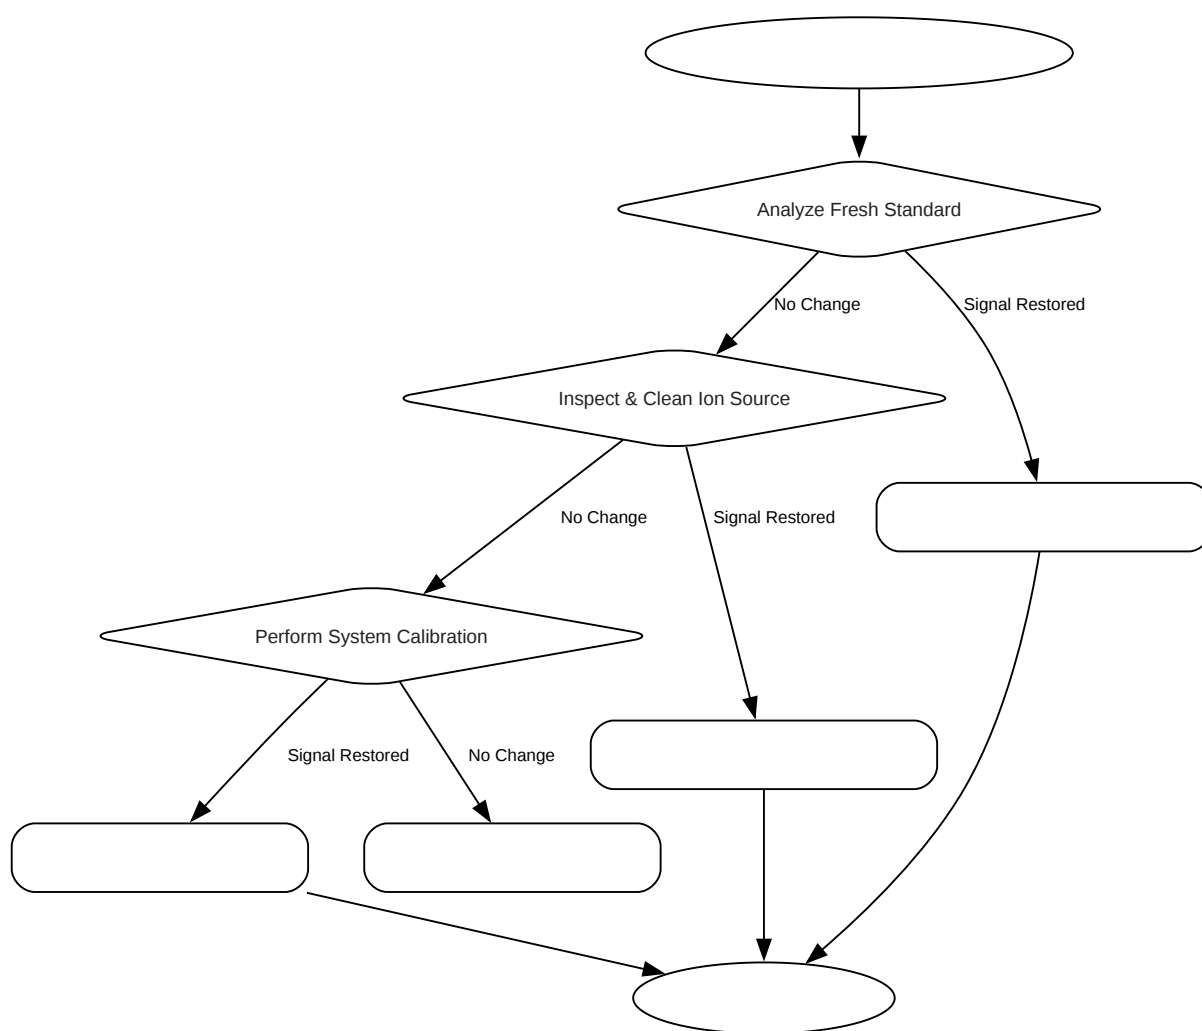 Analyze Fresh Standard
No Change
Signal Restored
Inspect & Clean Ion Source
No Change
Signal Restored
Perform System Calibration
Signal Restored
No Change